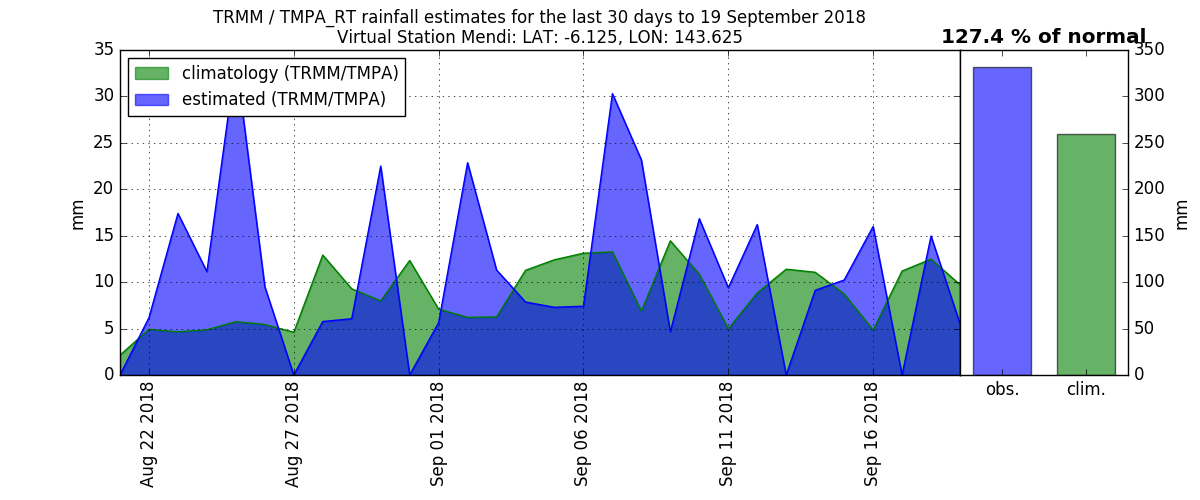 TRMM / TMPA_RT rainfall estimates for the last 30 days to 19 September 2018
Virtual Station Mendi: LAT: -6.125, LON: 143.625
127.4 % of normal
climatology (TRMM/TMPA)
estimated (TRMM/TMPA)
mm
35
30
25
20
15
10
5
0
Aug 22 2018
Aug 27 2018
Sep 01 2018
Sep 06 2018
Sep 11 2018
Sep 16 2018
obs.
clim.
350
300
250
200
150
100
50
0
mm